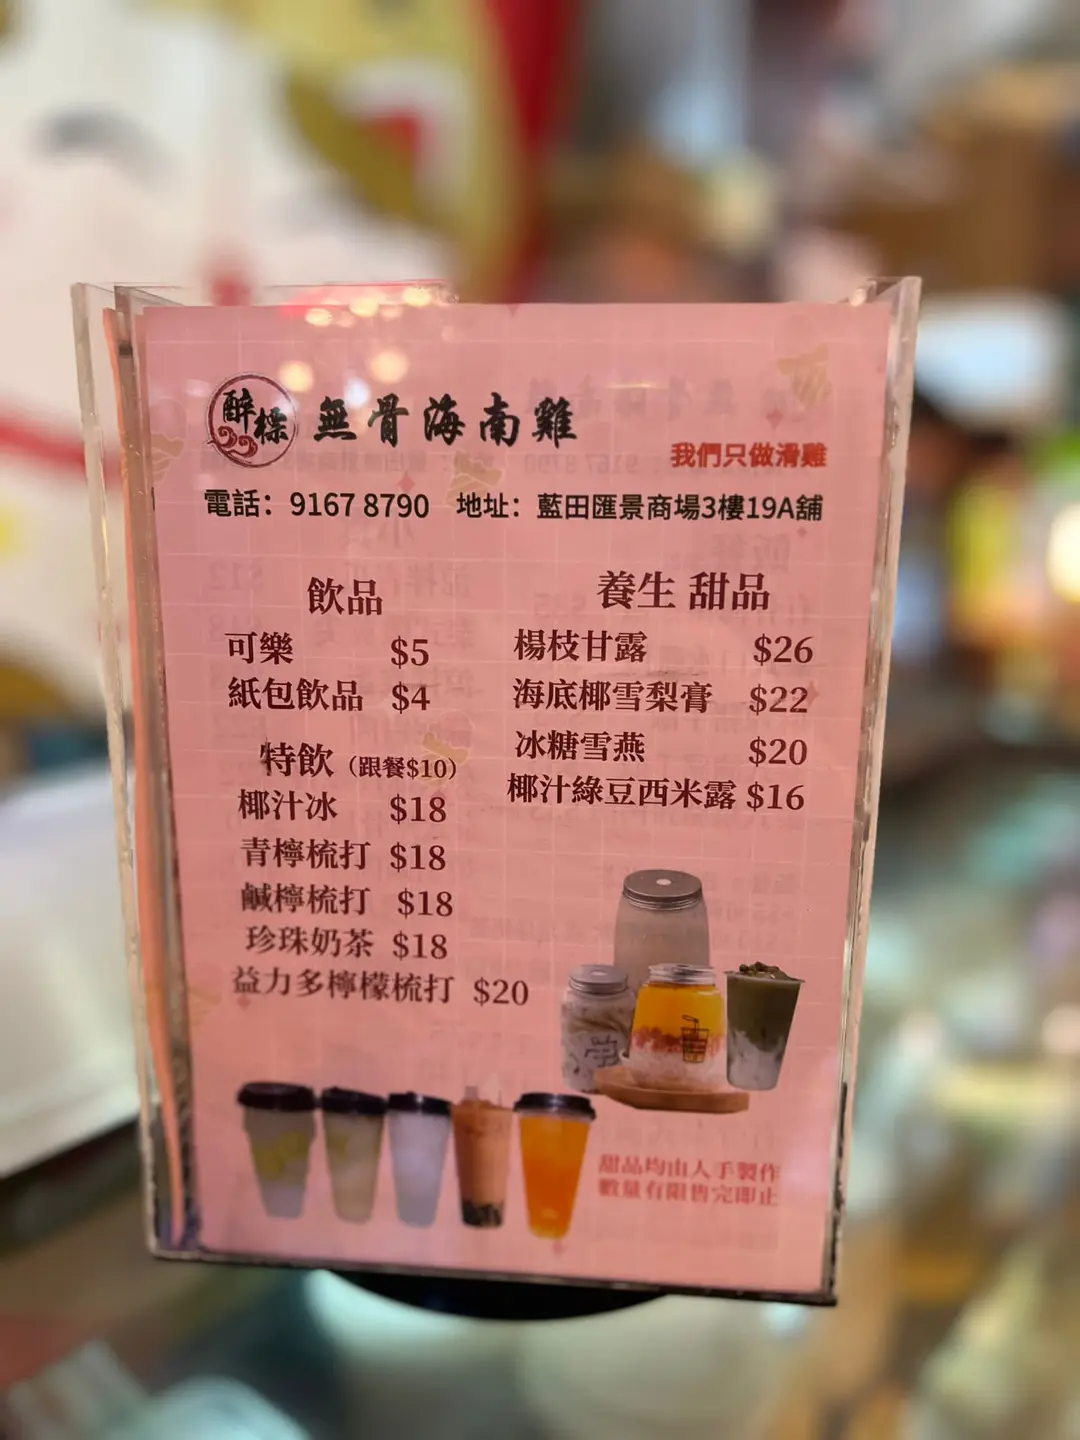 醉樑
無骨海南雞
我們只做滑雞
電話：9167 8790 地址：藍田匯景商場3樓19A舖
飲品
可樂 $5
紙包飲品 $4
特飲（跟餐$10）
椰汁冰 $18
青檸梳打 $18
鹹檸梳打 $18
珍珠奶茶 $18
益力多檸檬梳打 $20
養生 甜品
楊枝甘露 $26
海底椰雪梨膏 $22
冰糖雪燕 $20
椰汁綠豆西米露 $16
甜品均由人手製作
數量有限售完即止